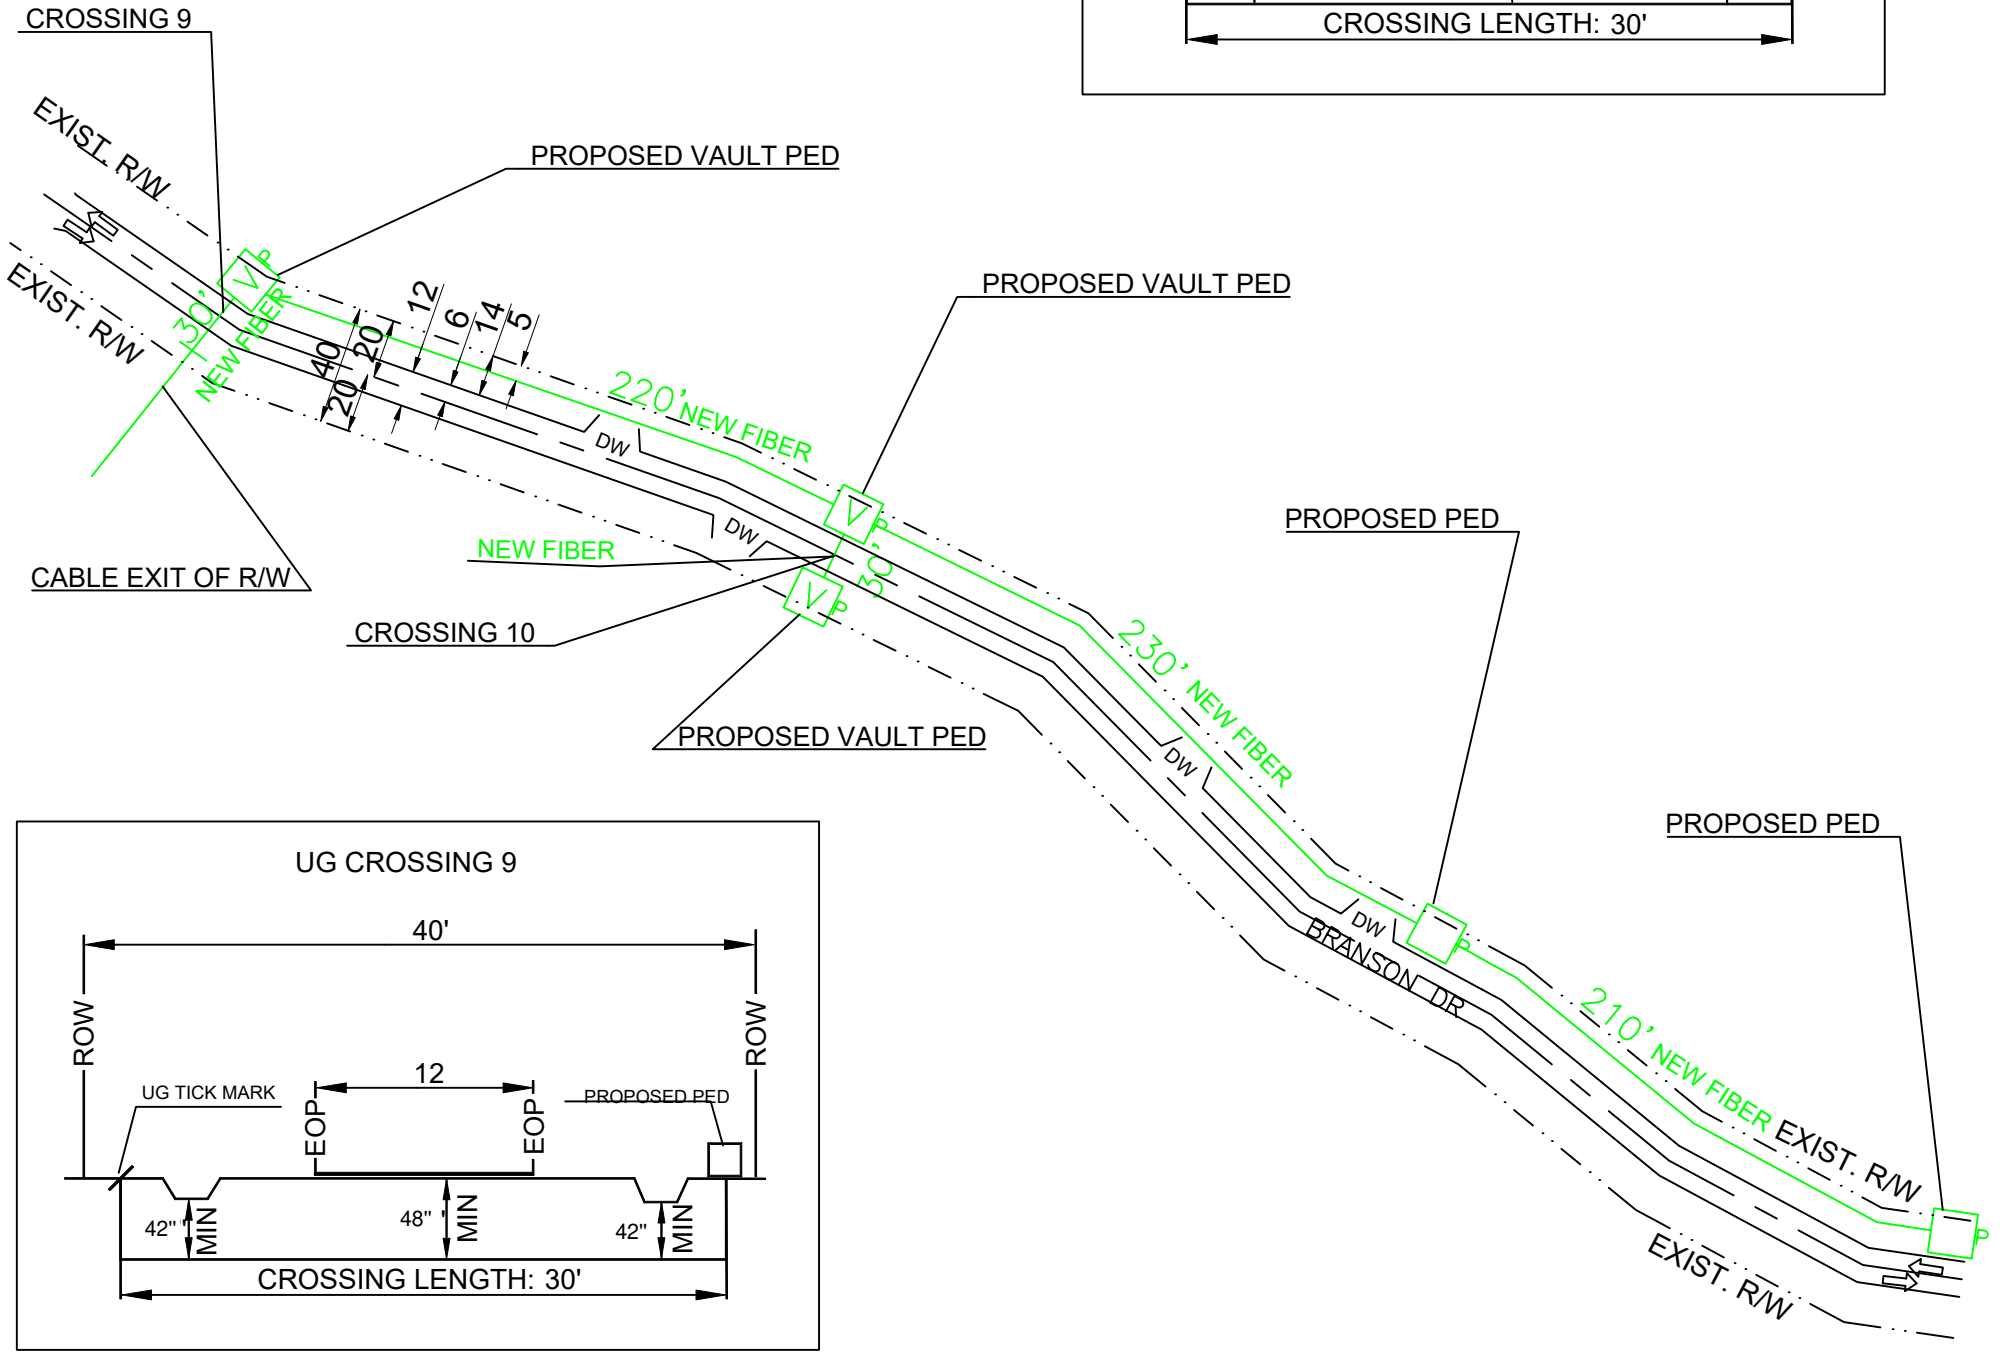 CROSSING 9
CROSSING LENGTH: 30'
EXIST. R/W
PROPOSED VAULT PED
EXIST. R/W
V P
30'
NEW FIBER
PROPOSED VAULT PED
40
20
20
12
6
14
5
220' NEW FIBER
DW
DW
NEW FIBER
V P
30'
V P
CABLE EXIT OF R/W
CROSSING 10
PROPOSED VAULT PED
PROPOSED PED
230' NEW FIBER
DW
DW
BRANSON DR
P
PROPOSED PED
210' NEW FIBER
EXIST. R/W
EXIST. R/W
P
UG CROSSING 9
40'
ROW
ROW
UG TICK MARK
12
PROPOSED PED
EOP
EOP
42" MIN
48" MIN
42" MIN
CROSSING LENGTH: 30'